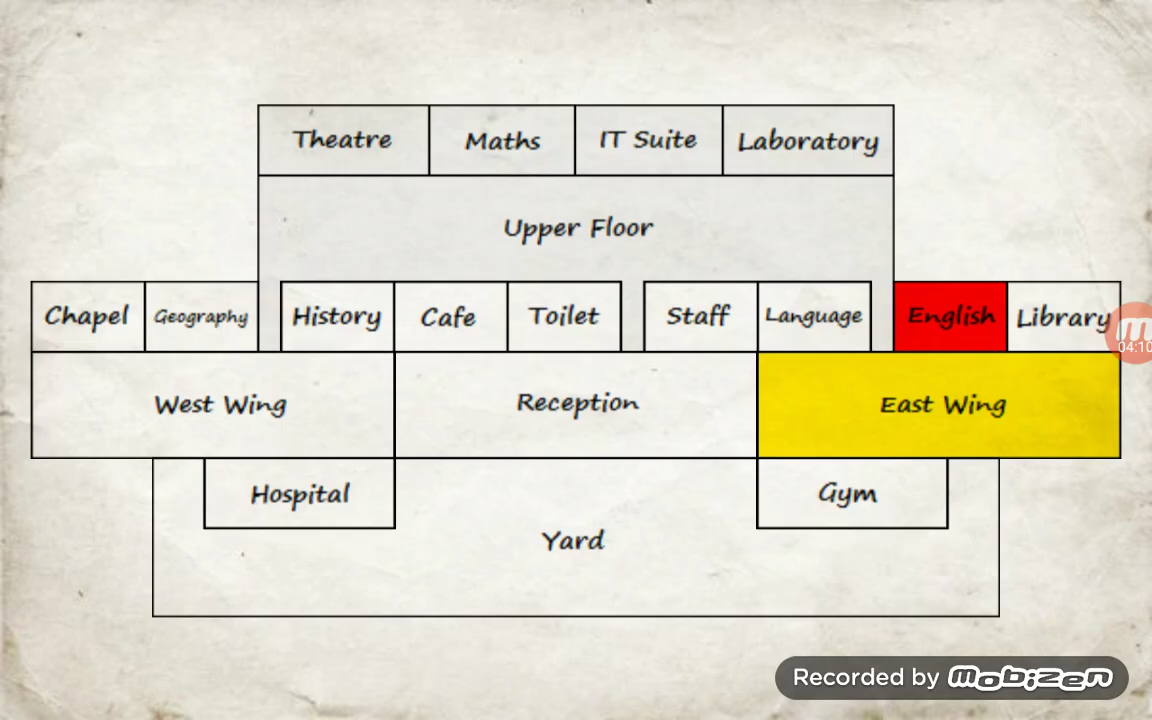 Theatre
Maths
IT Suite
Laboratory
Upper Floor
Chapel
Geography
History
Cafe
Toilet
Staff
Language
English
Library
04:10
West Wing
Reception
East Wing
Hospital
Gym
Yard
Recorded by mobizen